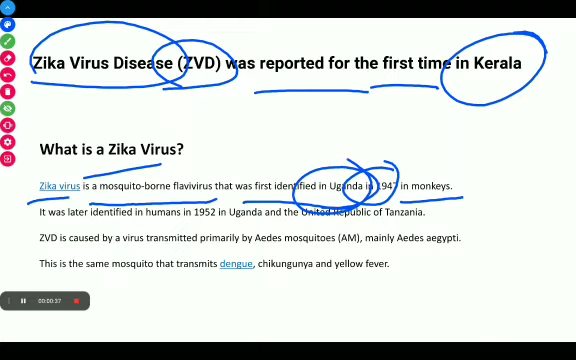 Zika Virus Disease (ZVD) was reported for the first time in Kerala
What is a Zika Virus?
Zika virus is a mosquito-borne flavivirus that was first identified in Uganda in 1947 in monkeys.
It was later identified in humans in 1952 in Uganda and the United Republic of Tanzania.
ZVD is caused by a virus transmitted primarily by Aedes mosquitoes (AM), mainly Aedes aegypti.
This is the same mosquito that transmits dengue, chikungunya and yellow fever.
00:00:37